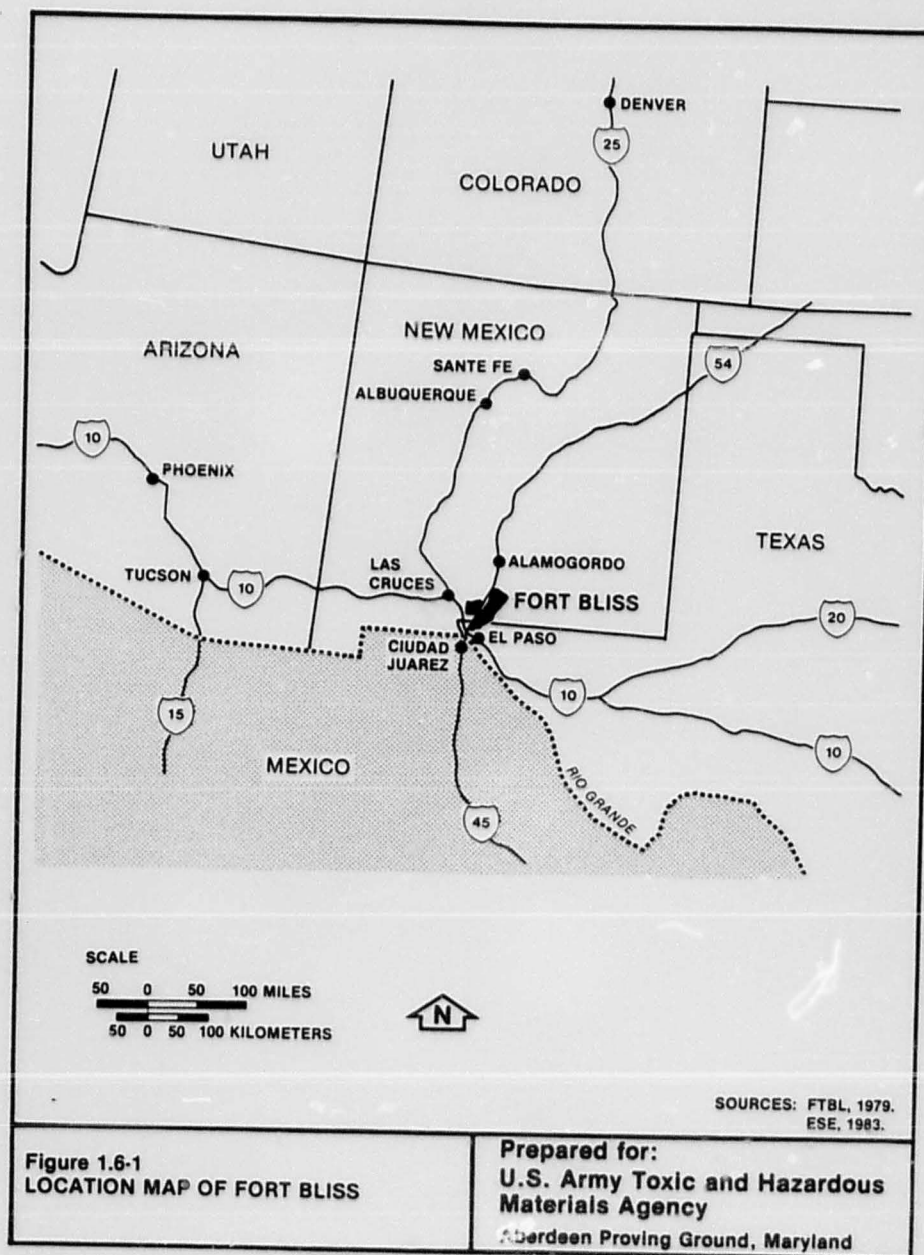 DENVER
25
UTAH
COLORADO
NEW MEXICO
ARIZONA
SANTE FE
54
ALBUQUERQUE
10
PHOENIX
TEXAS
LAS
CRUCES
ALAMOGORDO
TUCSON
10
FORT BLISS
20
EL PASO
CIUDAD
JUAREZ
10
15
MEXICO
10
RIO GRANDE
45
SCALE
50 0 50 100 MILES
50 0 50 100 KILOMETERS
N
SOURCES: FTBL, 1979.
ESE, 1983.
Figure 1.6-1
LOCATION MAP OF FORT BLISS
Prepared for:
U.S. Army Toxic and Hazardous
Materials Agency
Aberdeen Proving Ground, Maryland